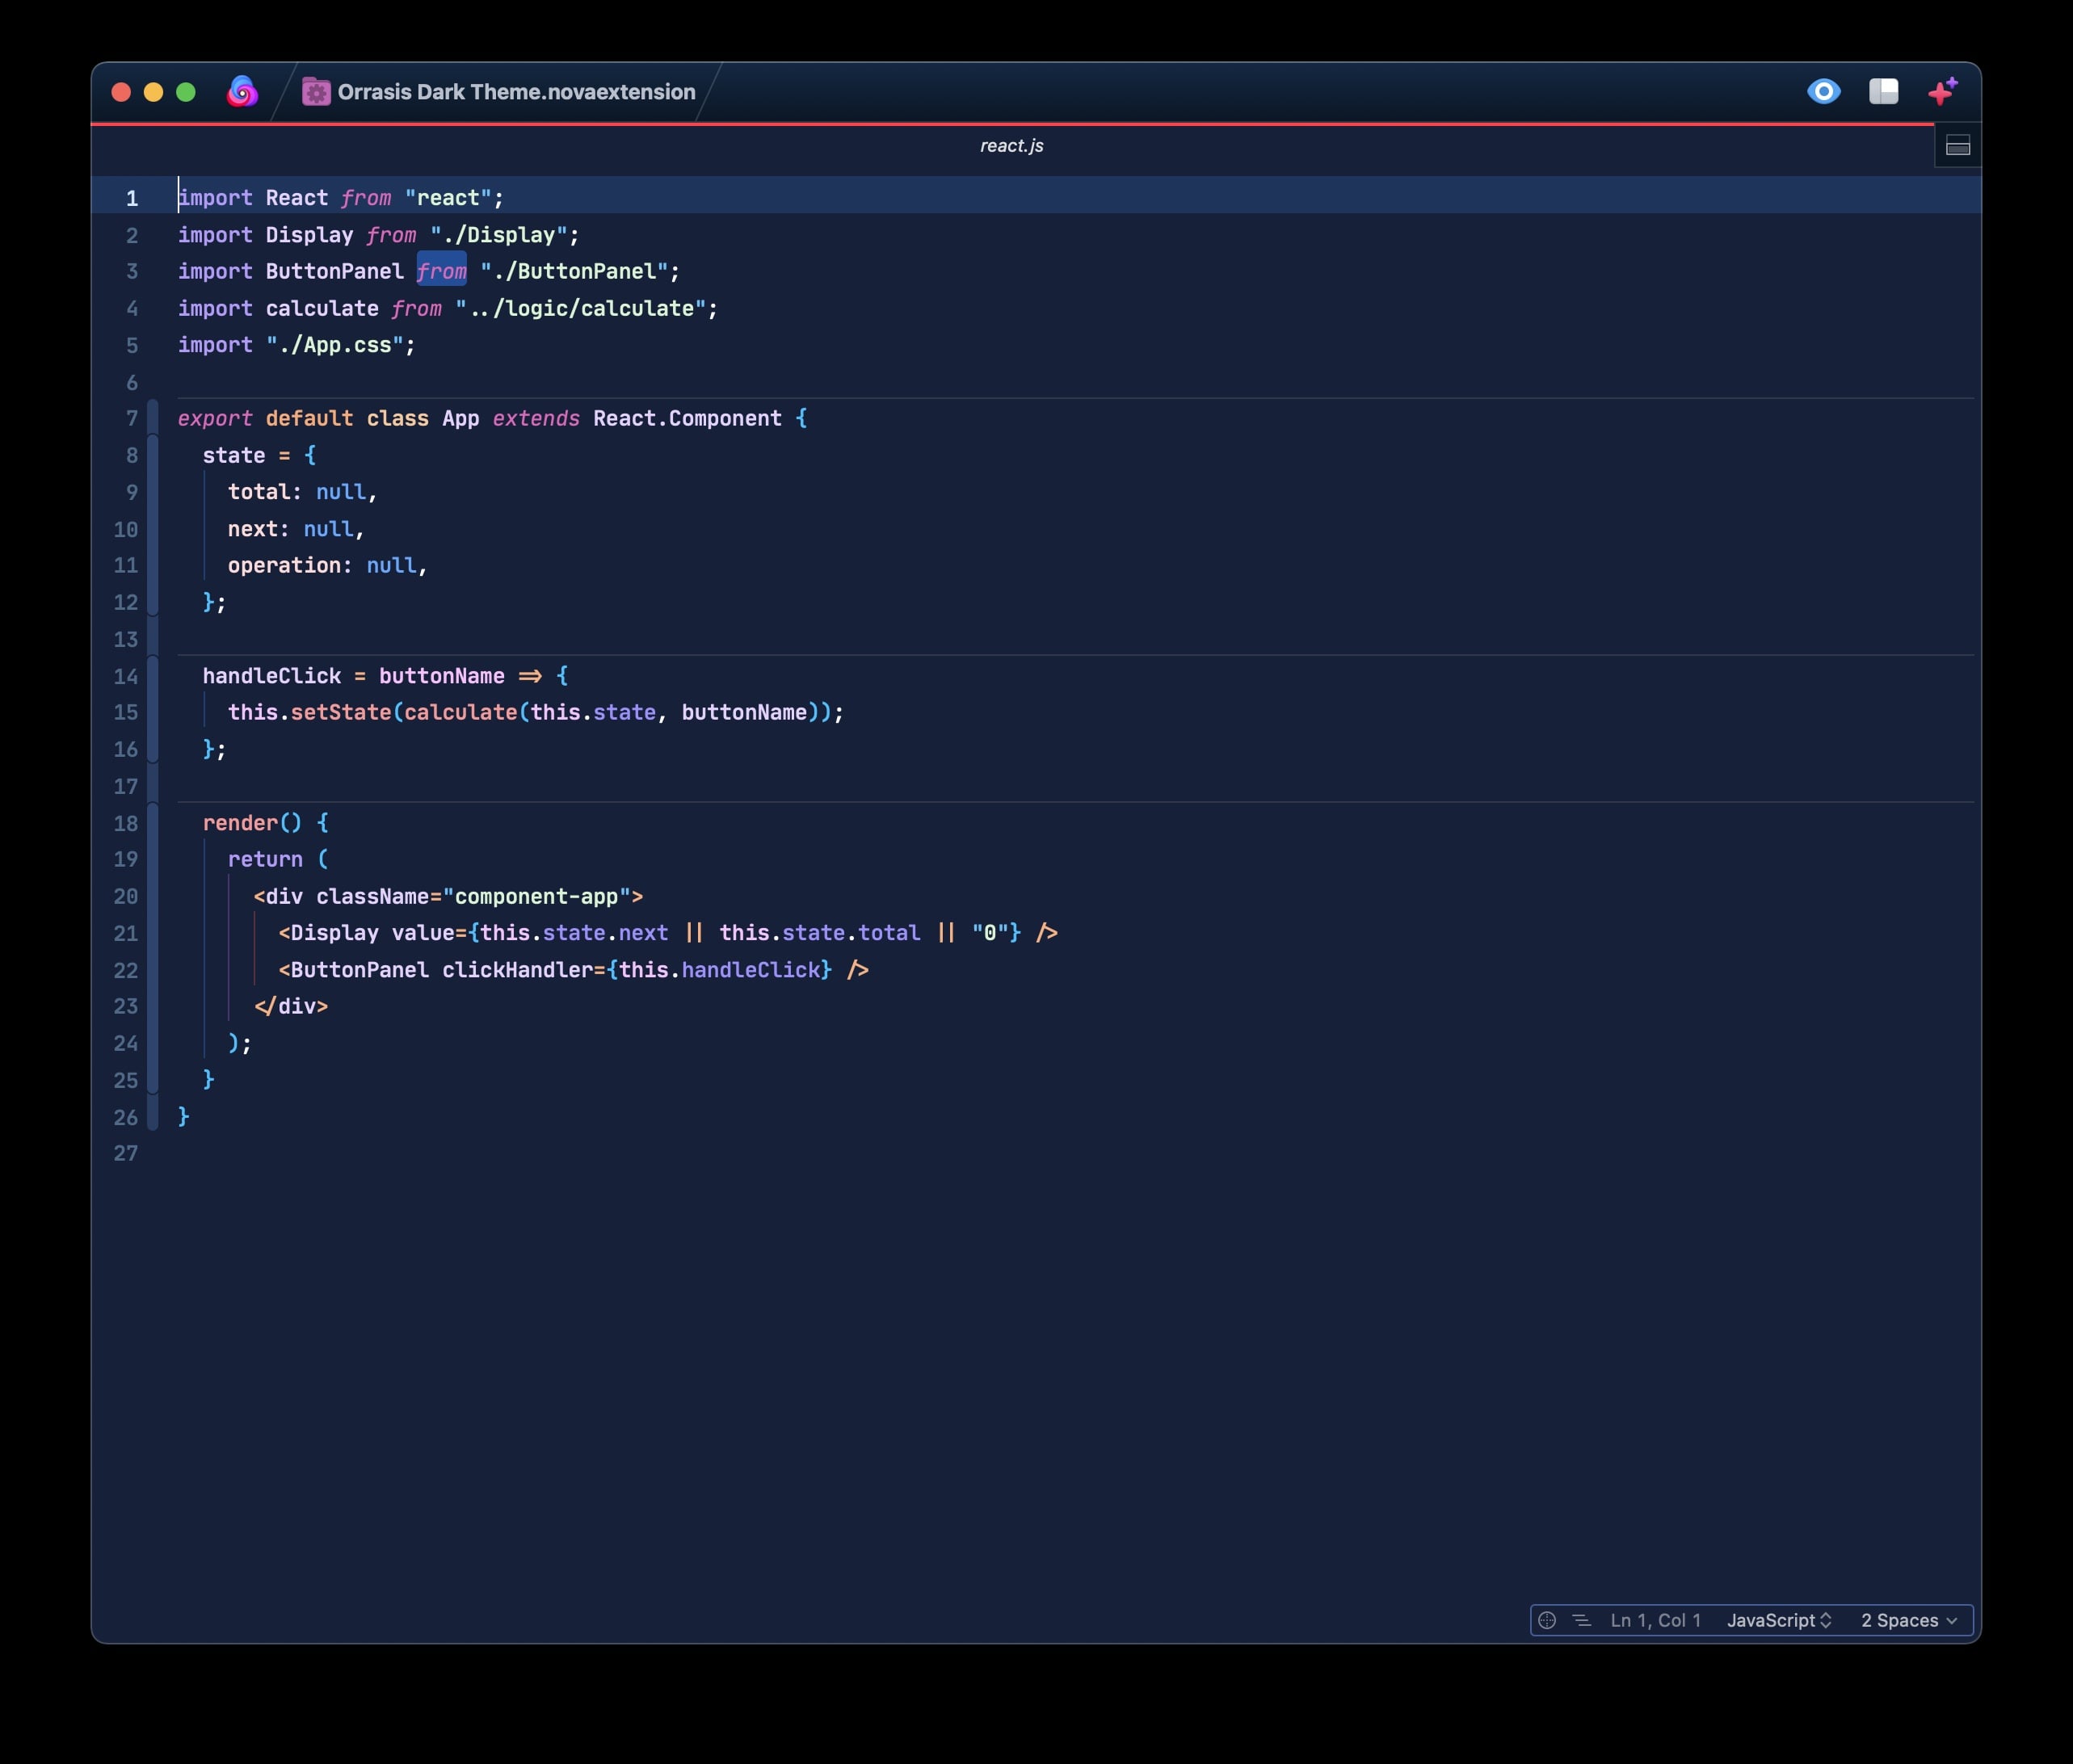 Orrasis Dark Theme.novaextension
react.js
1 import React from "react";
2 import Display from "./Display";
3 import ButtonPanel from "./ButtonPanel";
4 import calculate from "../logic/calculate";
5 import "./App.css";
6
7 export default class App extends React.Component {
8   state = {
9     total: null,
10     next: null,
11     operation: null,
12   };
13
14   handleClick = buttonName => {
15     this.setState(calculate(this.state, buttonName));
16   };
17
18   render() {
19     return (
20       <div className="component-app">
21         <Display value={this.state.next || this.state.total || "0"} />
22         <ButtonPanel clickHandler={this.handleClick} />
23       </div>
24     );
25   }
26 }
27
Ln 1, Col 1 JavaScript 2 Spaces